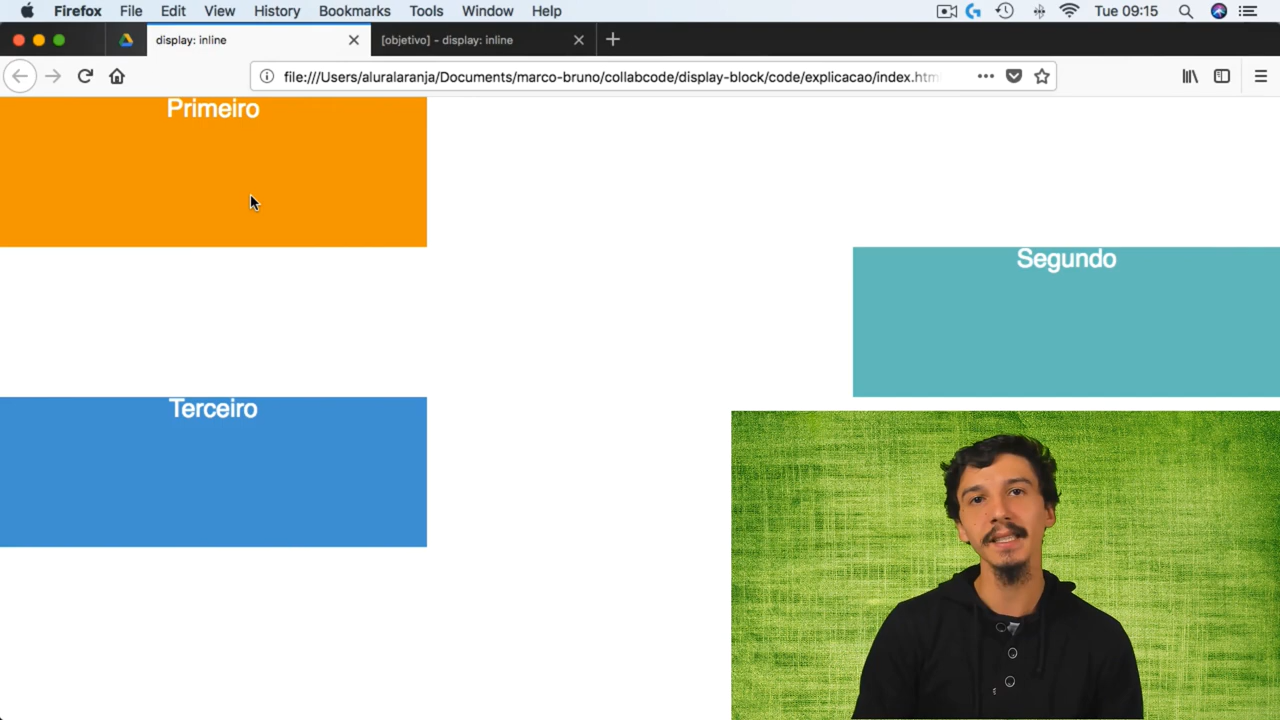 Firefox File Edit View History Bookmarks Tools Window Help Tue 09:15
display: inline [objetivo] - display: inline
file:///Users/aluralaranja/Documents/marco-bruno/collabcode/display-block/code/explicacao/index.htm
Primeiro
Segundo
Terceiro